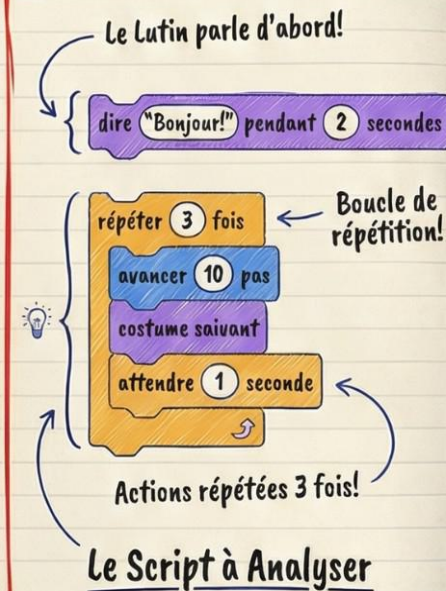 Le Lutin parle d'abord!
dire "Bonjour!" pendant 2 secondes
répéter 3 fois
Boucle de
répétition!
avancer 10 pas
costume saivant
attendre 1 seconde
Actions répétées 3 fois!
Le Script à Analyser